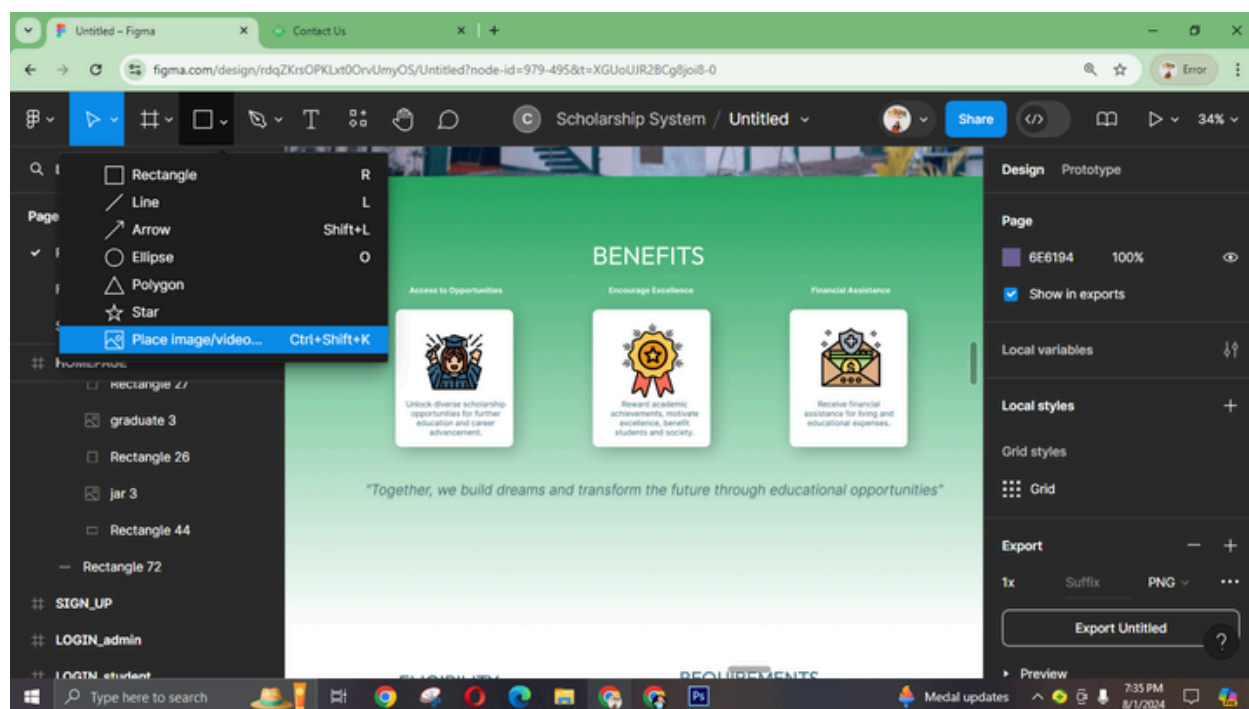 Untitled – Figma
Contact Us
figma.com/design/rdqZKrsOPKLxt0OrvUmyOS/Untitled?node-id=979-495&t=XGUoUJR2BCg8joi8-0
Error
C Scholarship System / Untitled
Share
34%
Rectangle R
Line L
Arrow Shift+L
Ellipse O
Polygon
Star
Place image/video... Ctrl+Shift+K
Page
HOMEPAGE
Rectangle 27
graduate 3
Rectangle 26
jar 3
Rectangle 44
Rectangle 72
SIGN_UP
LOGIN_admin
LOGIN_student
BENEFITS
Access to Opportunities
Unlock diverse scholarship
opportunities for further
education and career
advancement.
Encourage Excellence
Reward academic
achievements, motivate
excellence, benefit
students and society.
Financial Assistance
Receive financial
assistance for living and
educational expenses.
"Together, we build dreams and transform the future through educational opportunities"
ELIGIBILITY
REQUIREMENTS
Design Prototype
Page
6E6194 100%
Show in exports
Local variables
Local styles
Grid styles
Grid
Export
1x Suffix PNG
Export Untitled
?
Preview
Type here to search
Ps
Medal updates
7:35 PM
8/1/2024